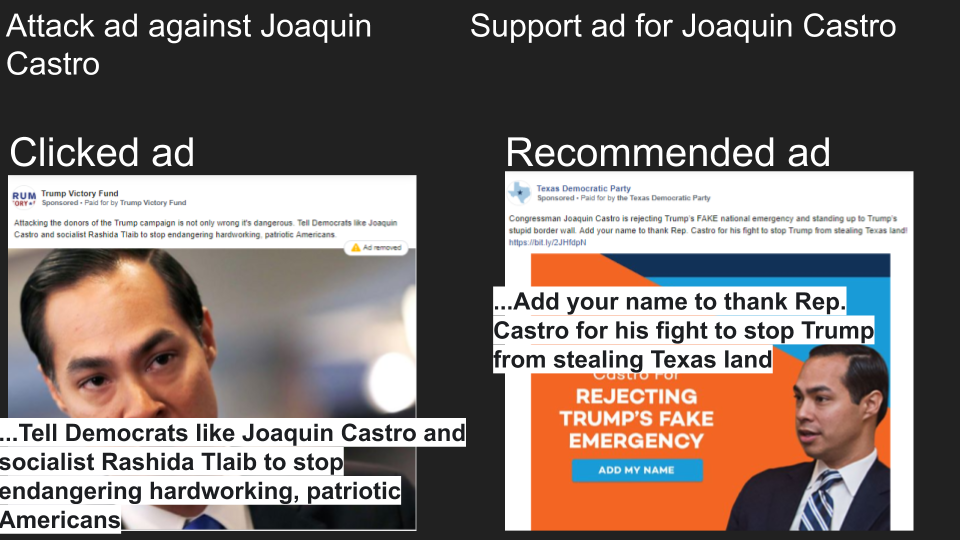 Attack ad against Joaquin
Castro
Support ad for Joaquin Castro
Clicked ad
Recommended ad
RUM
'ORY
Trump Victory Fund
Sponsored • Paid for by Trump Victory Fund
Attacking the donors of the Trump campaign is not only wrong it's dangerous. Tell Democrats like Joaquin
Castro and socialist Rashida Tlaib to stop endangering hardworking, patriotic Americans.
Ad removed
...Tell Democrats like Joaquin Castro and
socialist Rashida Tlaib to stop
endangering hardworking, patriotic
Americans
Texas Democratic Party
Sponsored • Paid for by the Texas Democratic Party
Congressman Joaquin Castro is rejecting Trump's FAKE national emergency and standing up to Trump's
stupid border wall. Add your name to thank Rep. Castro for his fight to stop Trump from stealing Texas land!
https://bit.ly/2JHfdpN
...Add your name to thank Rep.
Castro for his fight to stop Trump
from stealing Texas land
Castro For
REJECTING
TRUMP'S FAKE
EMERGENCY
ADD MY NAME